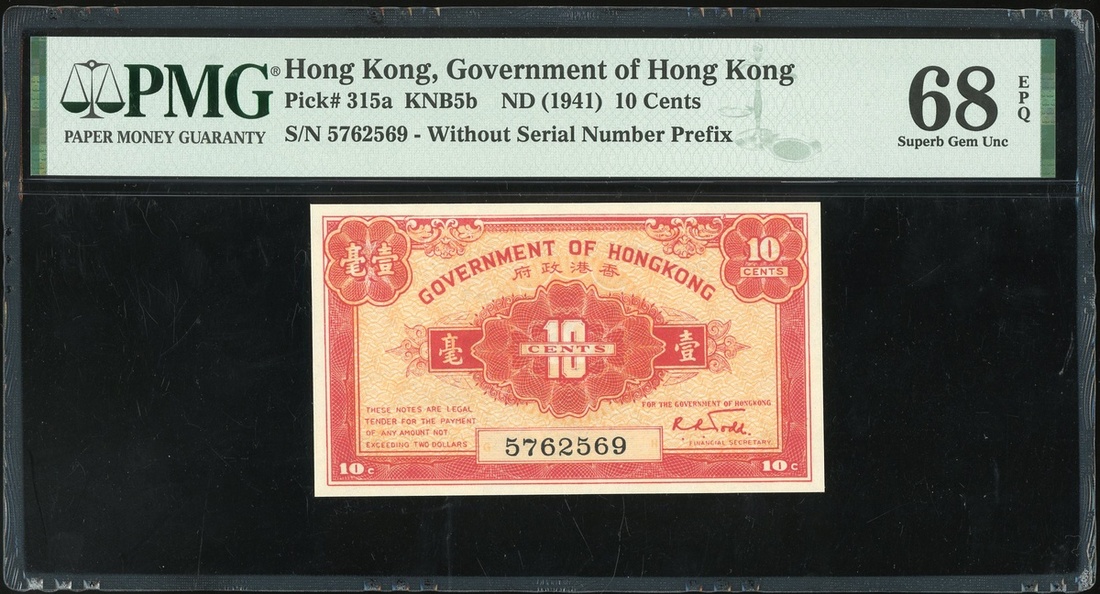 PMG®
PAPER MONEY GUARANTY
Hong Kong, Government of Hong Kong
Pick# 315a KNB5b ND (1941) 10 Cents
S/N 5762569 - Without Serial Number Prefix
68 EPQ
Superb Gem Unc
毫壹
GOVERNMENT OF HONGKONG
府政港香
10
CENTS
毫
10
CENTS
壹
THESE NOTES ARE LEGAL
TENDER FOR THE PAYMENT
OF ANY AMOUNT NOT
EXCEEDING TWO DOLLARS
FOR THE GOVERNMENT OF HONGKONG
R.R. Todd.
FINANCIAL SECRETARY
G 5762569 H
10 c
10 c